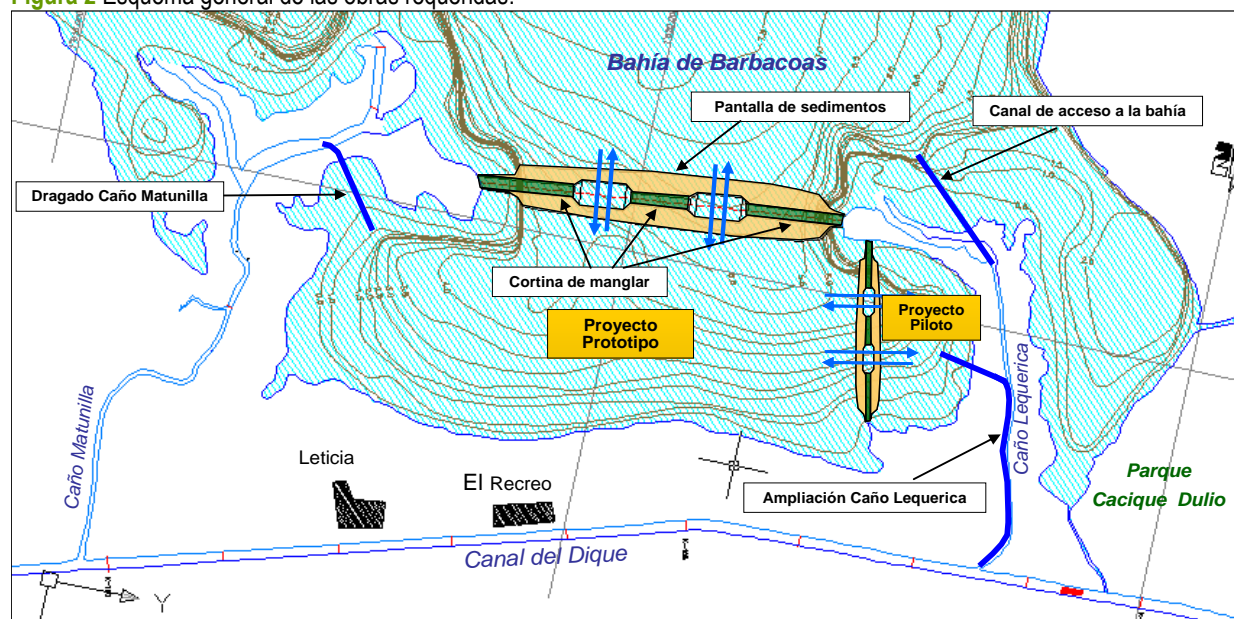 Figura 2 Esquema general de las obras requeridas.
Bahía de Barbacoas
Pantalla de sedimentos
Canal de acceso a la bahía
Dragado Caño Matunilla
Cortina de manglar
Proyecto
Prototipo
Proyecto
Piloto
Caño Matunilla
Caño Lequerica
Leticia
El Recreo
Ampliación Caño Lequerica
Parque
Cacique Dulio
Canal del Dique
Y